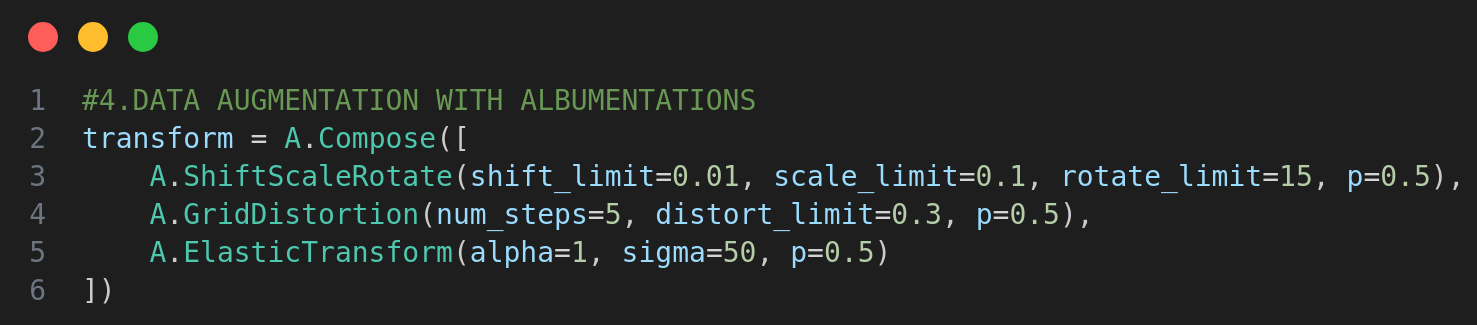 1 #4.DATA AUGMENTATION WITH ALBUMENTATIONS
2 transform = A.Compose([
3     A.ShiftScaleRotate(shift_limit=0.01, scale_limit=0.1, rotate_limit=15, p=0.5),
4     A.GridDistortion(num_steps=5, distort_limit=0.3, p=0.5),
5     A.ElasticTransform(alpha=1, sigma=50, p=0.5)
6 ])